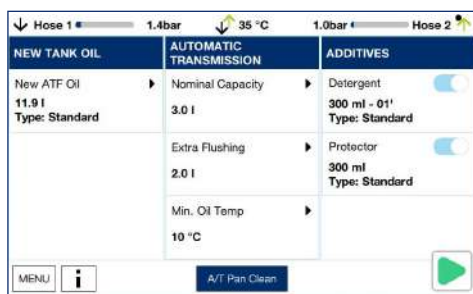 Hose 1 1.4bar 35 °C 1.0bar Hose 2
NEW TANK OIL
New ATF Oil
11.9 l
Type: Standard
AUTOMATIC
TRANSMISSION
Nominal Capacity
3.0 l
Extra Flushing
2.0 l
Min. Oil Temp
10 °C
ADDITIVES
Detergent
300 ml - 01'
Type: Standard
Protector
300 ml
Type: Standard
MENU i A/T Pan Clean